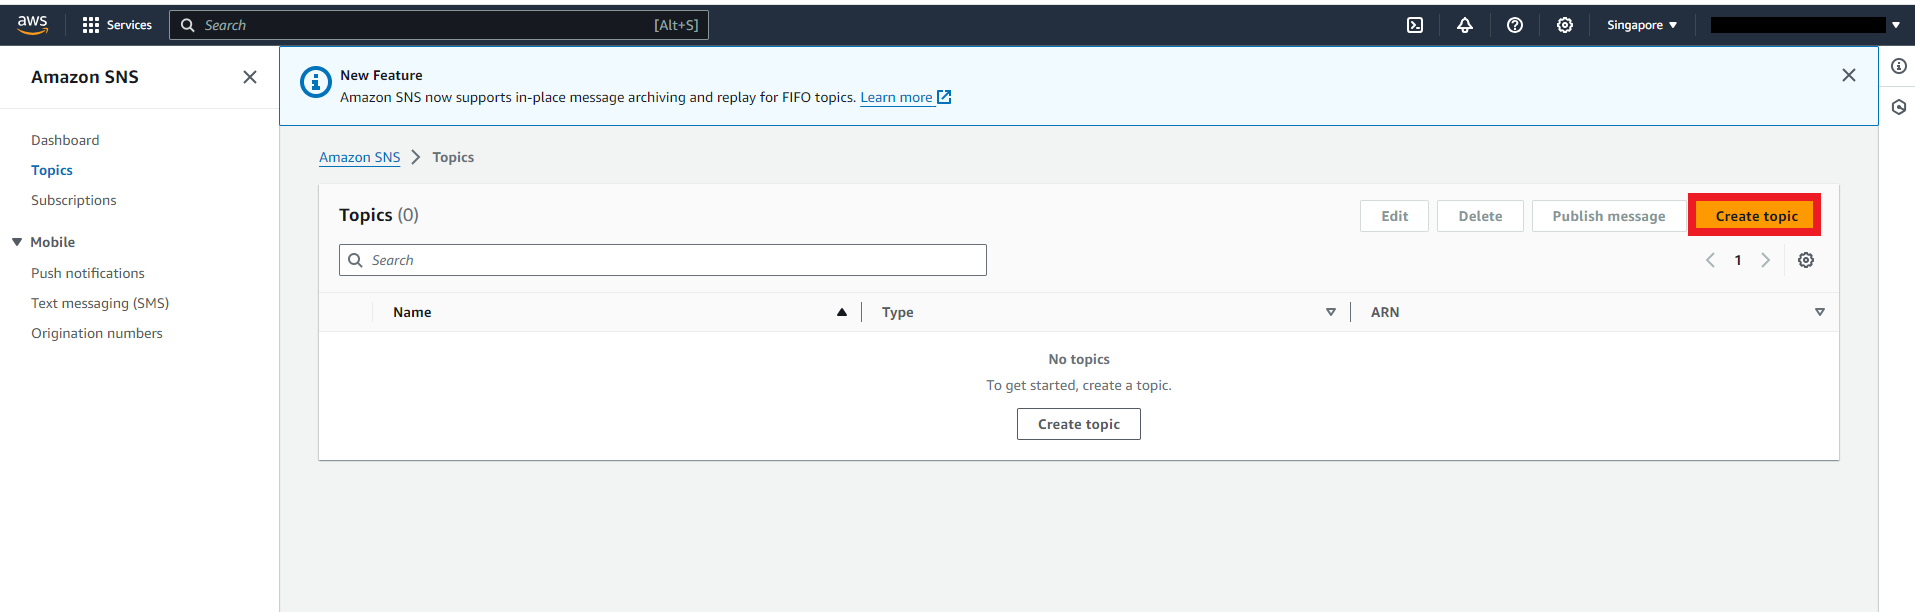 aws
Services
Search [Alt+S]
Singapore
Amazon SNS
New Feature
Amazon SNS now supports in-place message archiving and replay for FIFO topics. Learn more
Dashboard
Topics
Subscriptions
Mobile
Push notifications
Text messaging (SMS)
Origination numbers
Amazon SNS > Topics
Topics (0)
Edit
Delete
Publish message
Create topic
Search
1
Name Type ARN
No topics
To get started, create a topic.
Create topic